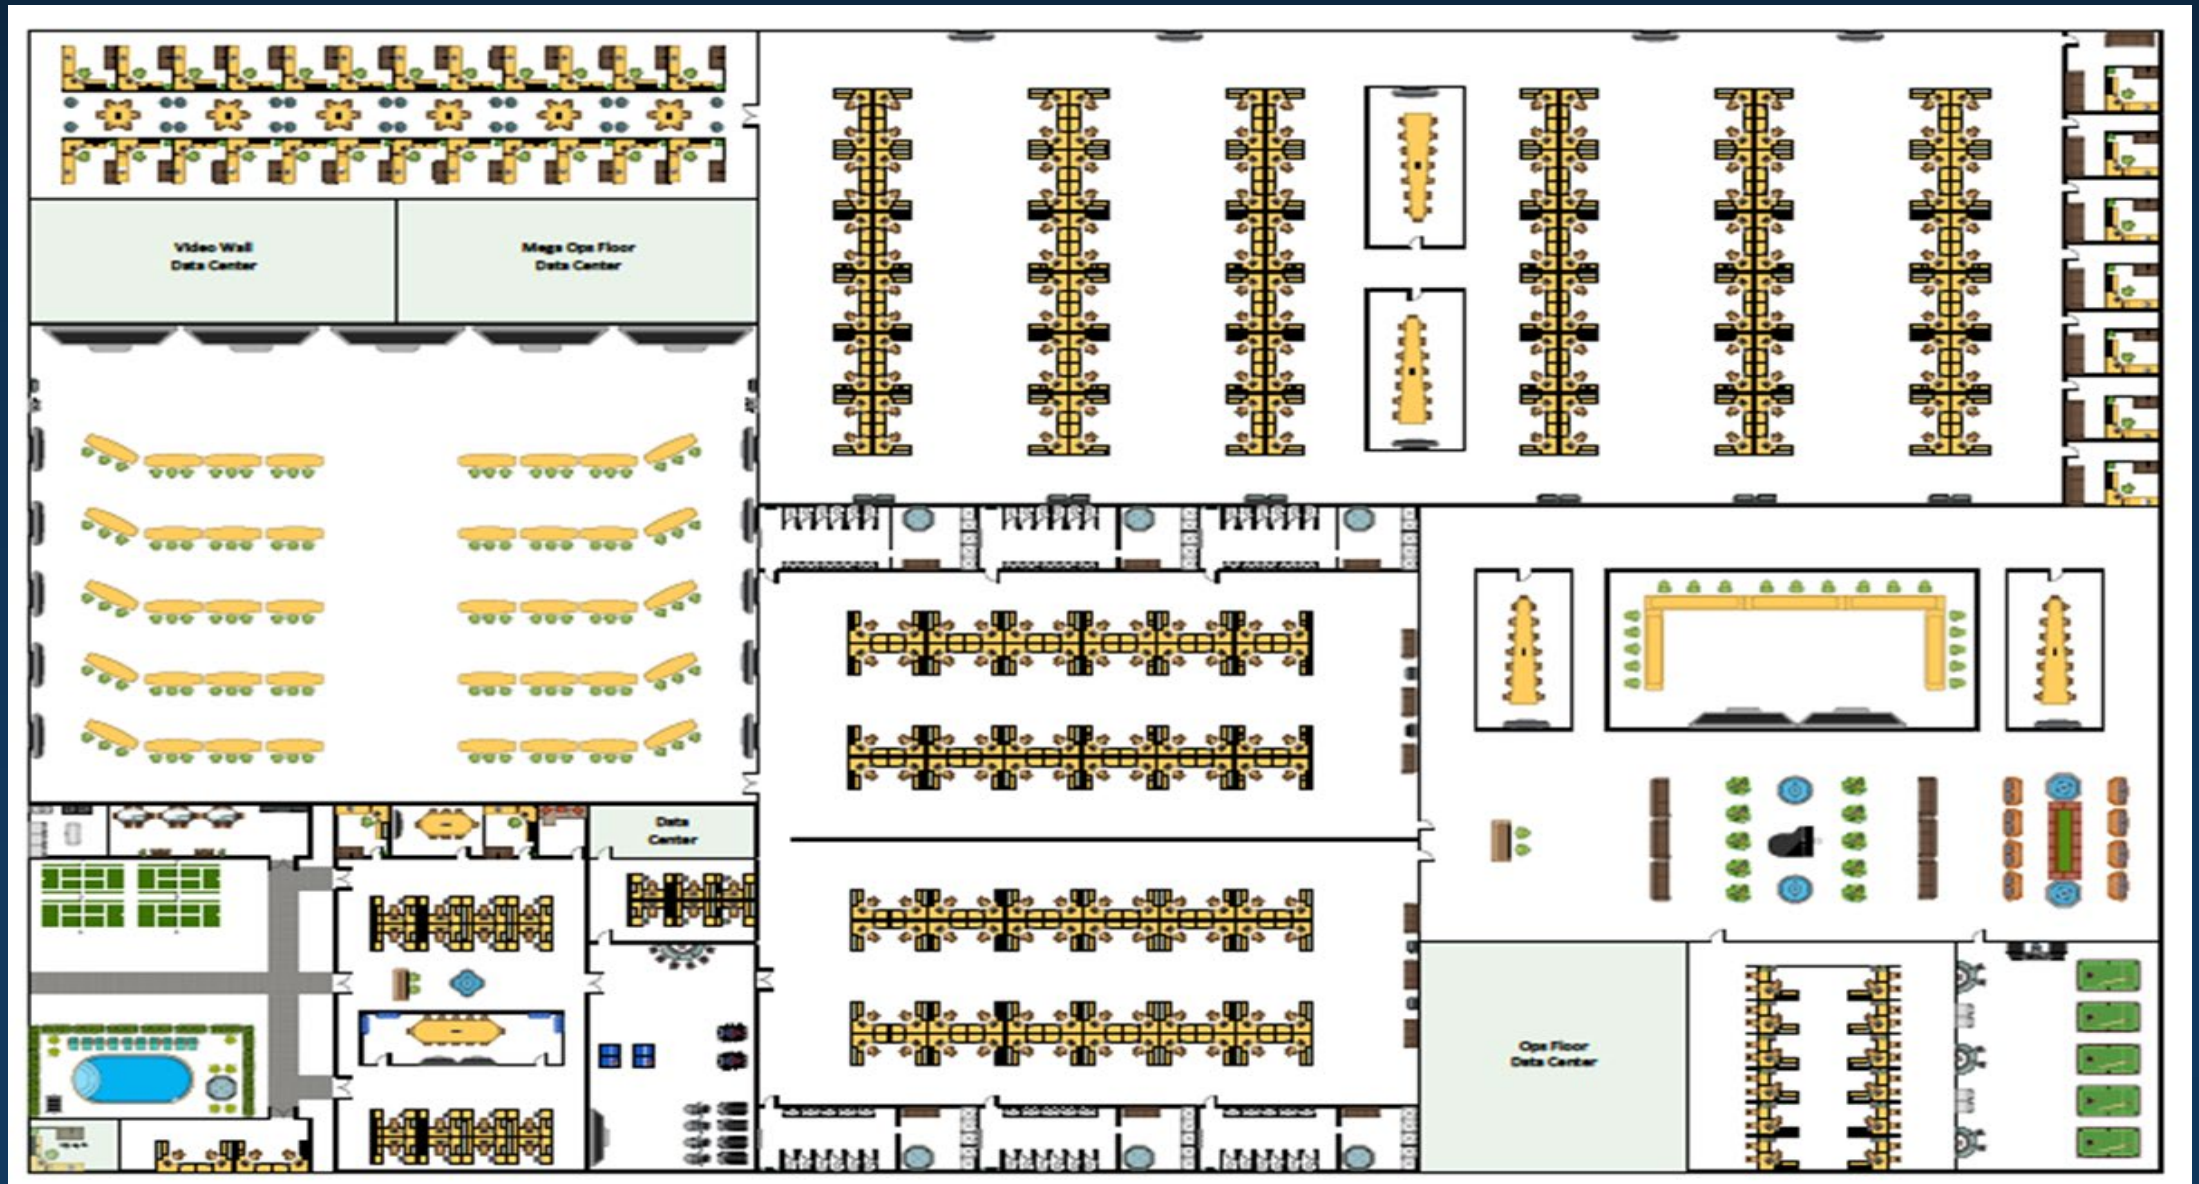 Video Wall
Data Center
Mega Ops Floor
Data Center
Data
Center
Ops Floor
Data Center